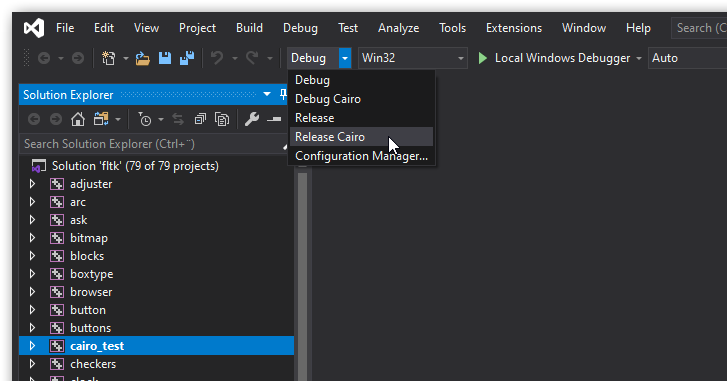 File Edit View Git Project Build Debug Test Analyze Tools Extensions Window Help Search (C
Debug Win32 Local Windows Debugger Auto
Debug
Debug Cairo
Release
Release Cairo
Configuration Manager...
Solution Explorer
Search Solution Explorer (Ctrl+¨)
Solution 'fltk' (79 of 79 projects)
adjuster
arc
ask
bitmap
blocks
boxtype
browser
button
buttons
cairo_test
checkers
clock